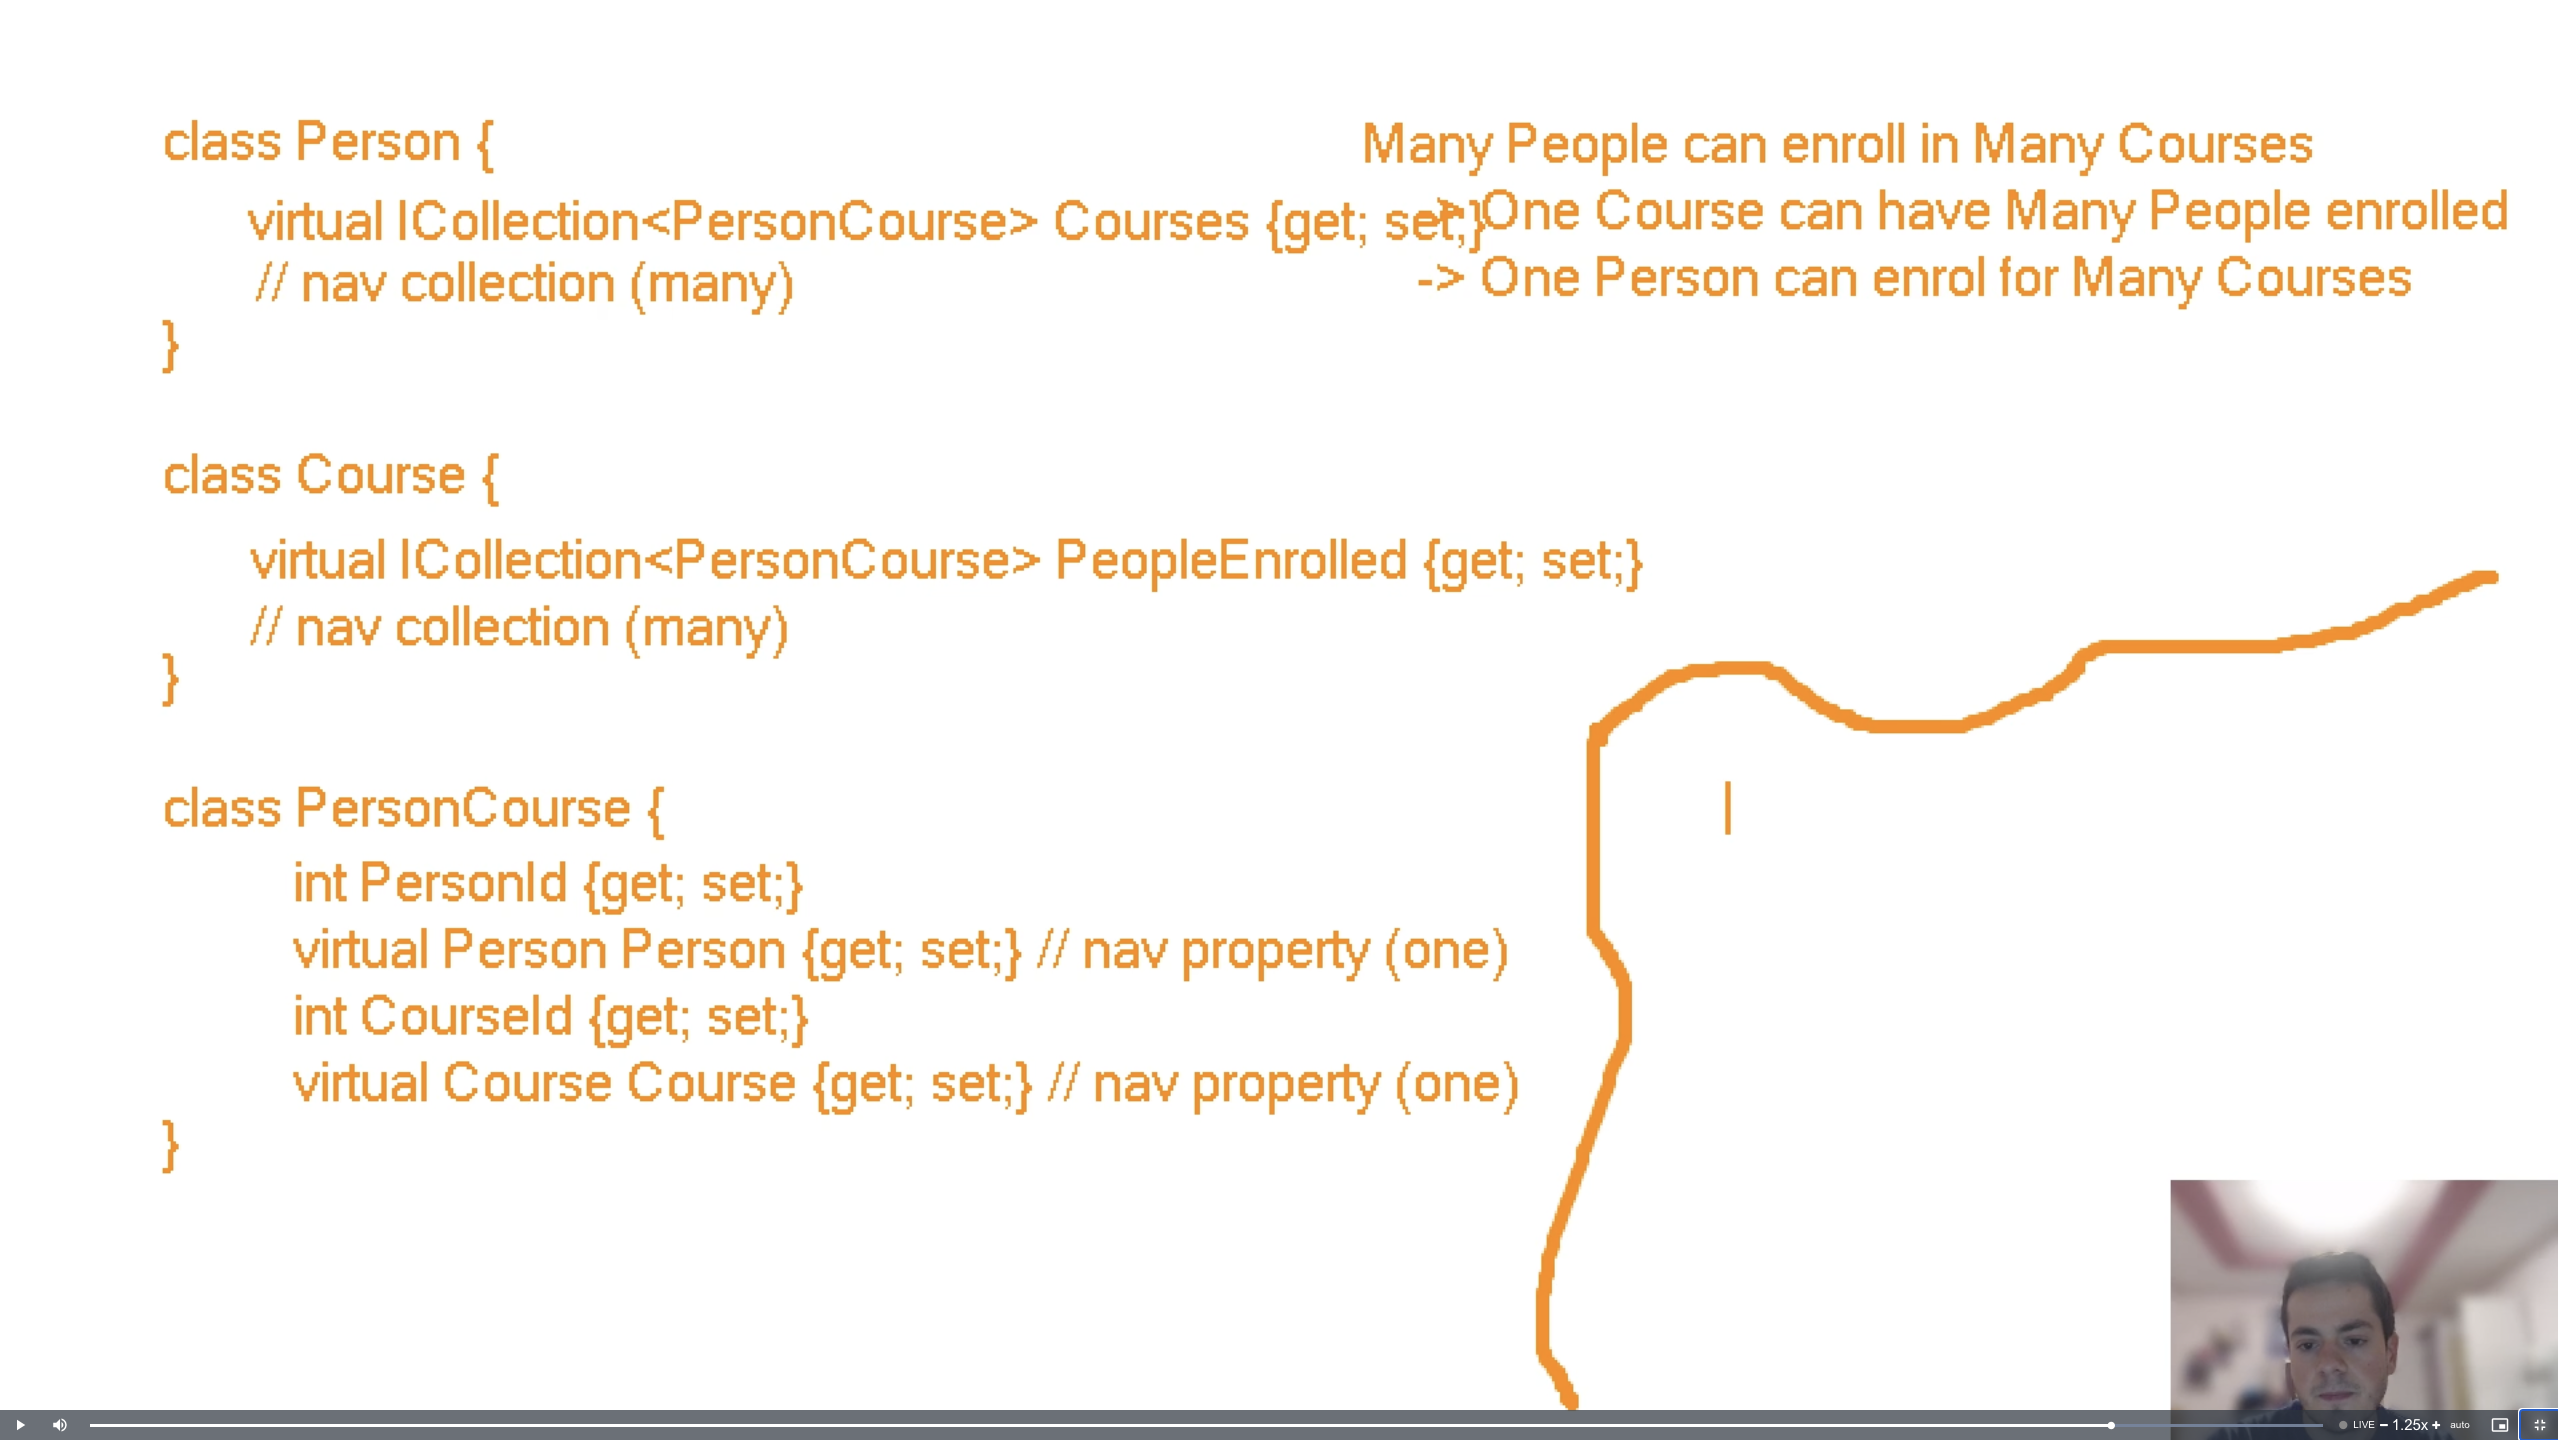 class Person {
virtual ICollection<PersonCourse> Courses {get; set;}
// nav collection (many)
}
Many People can enroll in Many Courses
-> One Course can have Many People enrolled
-> One Person can enrol for Many Courses
class Course {
virtual ICollection<PersonCourse> PeopleEnrolled {get; set;}
// nav collection (many)
}
class PersonCourse {
int PersonId {get; set;}
virtual Person Person {get; set;} // nav property (one)
int CourseId {get; set;}
virtual Course Course {get; set;} // nav property (one)
}
LIVE
1.25x
auto